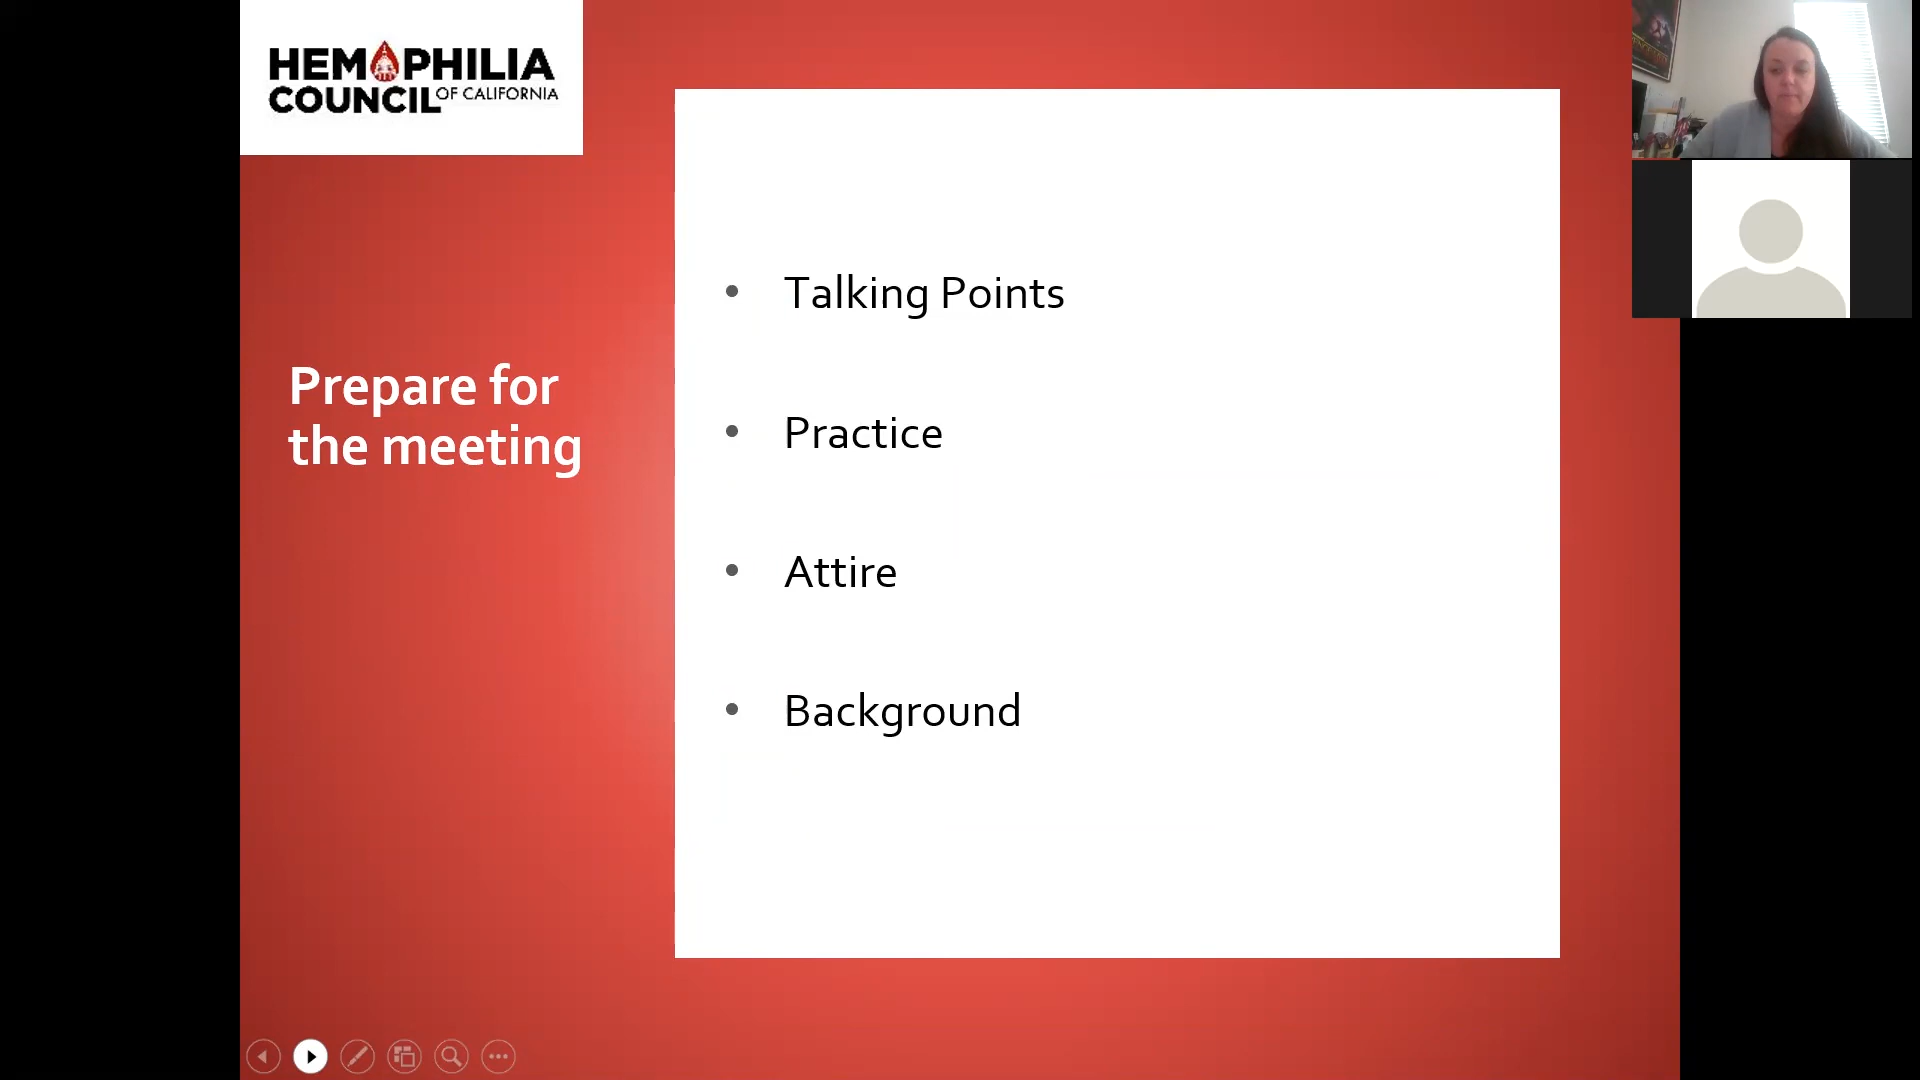 HEMOPHILIA
COUNCIL OF CALIFORNIA
Prepare for
the meeting
• Talking Points
• Practice
• Attire
• Background